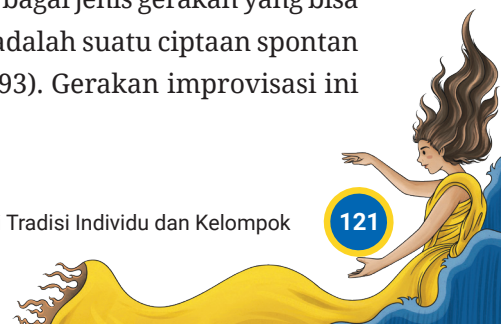 bagai jenis gerakan yang bisa
adalah suatu ciptaan spontan
93). Gerakan improvisasi ini
Tradisi Individu dan Kelompok 121